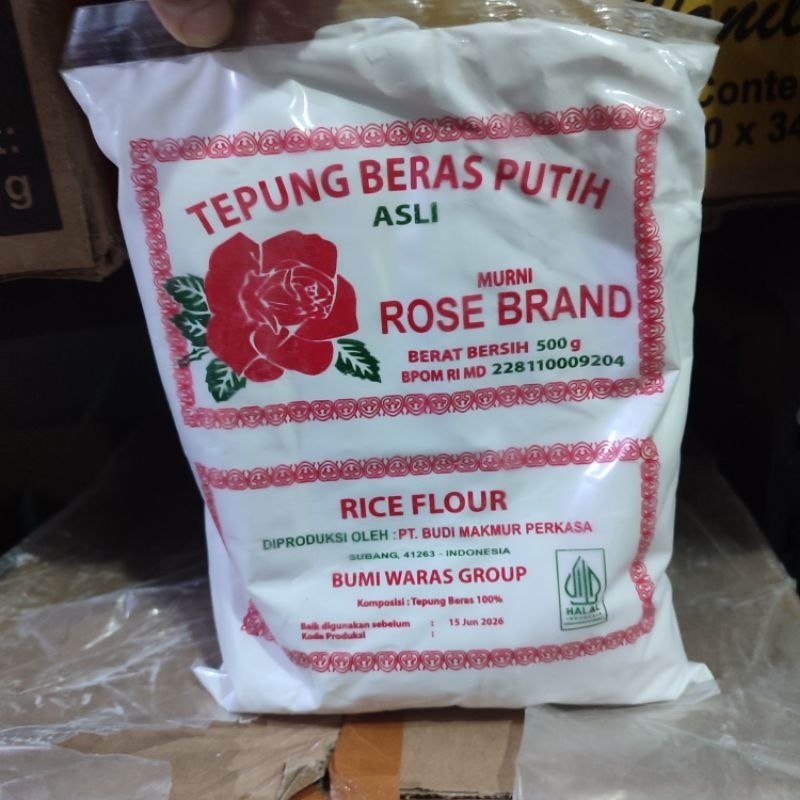 TEPUNG BERAS PUTIH
ASLI
MURNI
ROSE BRAND
BERAT BERSIH 500 g
BPOM RI MD 228110009204
RICE FLOUR
DIPRODUKSI OLEH : PT. BUDI MAKMUR PERKASA
SUBANG, 41263 - INDONESIA
BUMI WARAS GROUP
Komposisi : Tepung Beras 100%
Baik digunakan sebelum : 15 Jun 2026
Kode Produksi :
HALAL
INDONESIA
g